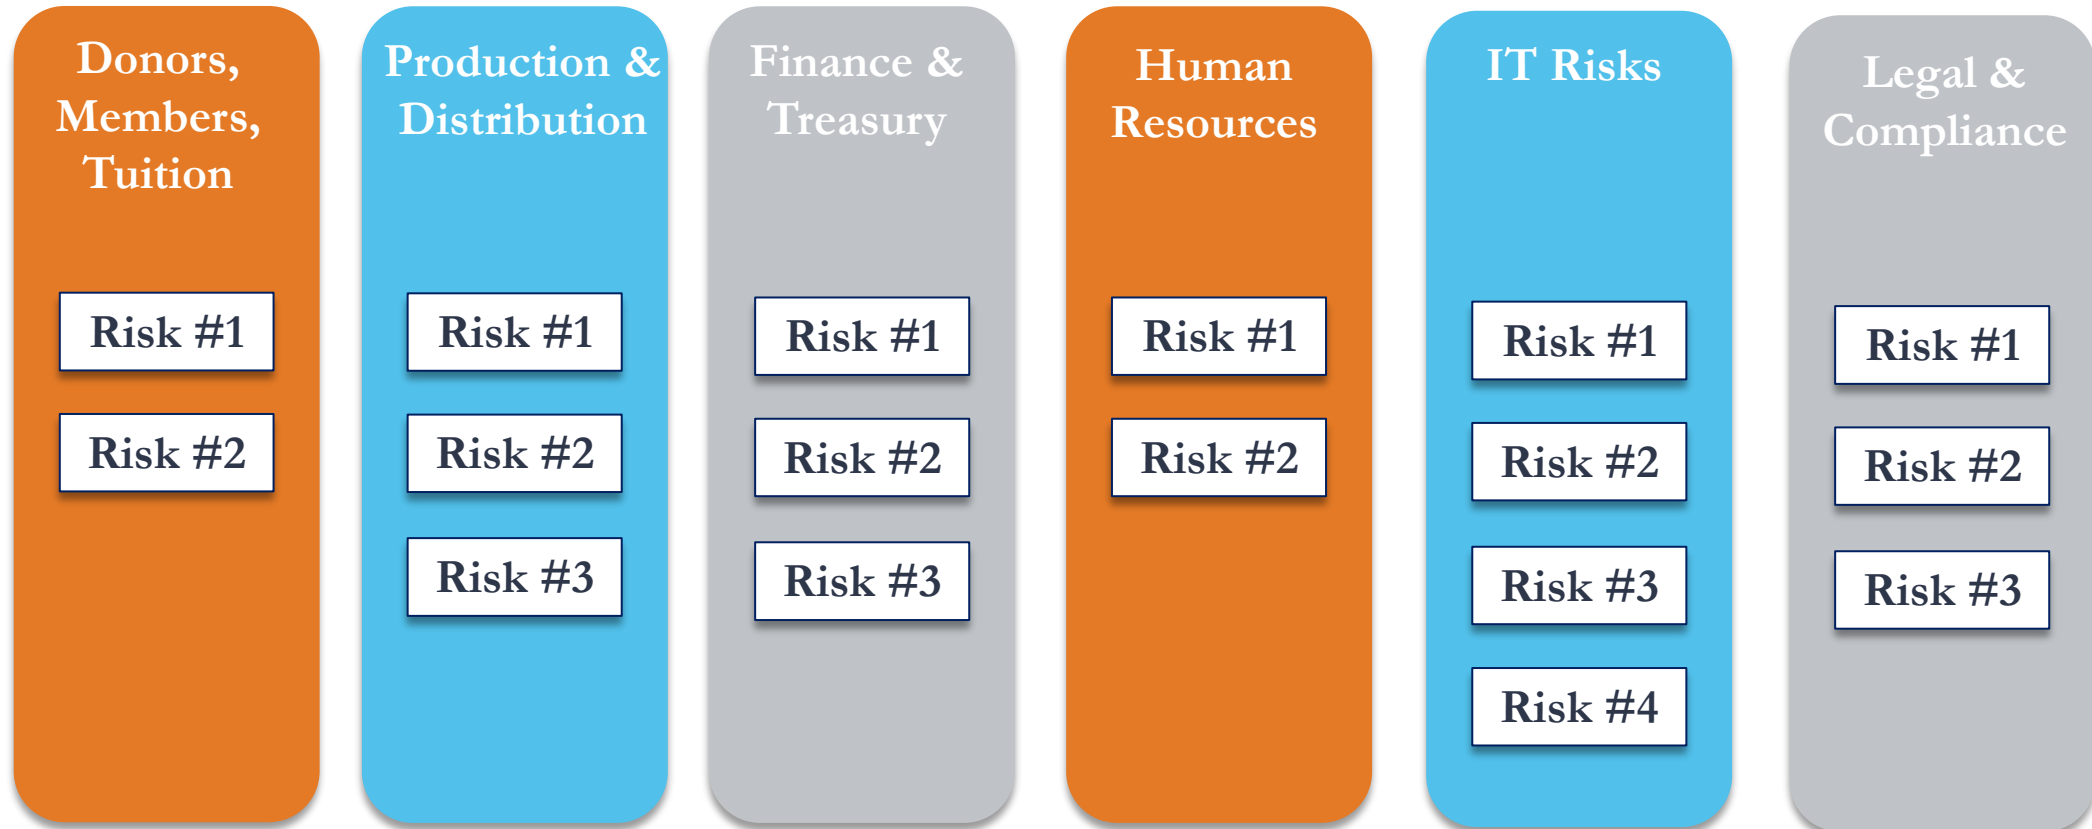 Donors,
Members,
Tuition
Risk #1
Risk #2
Production &
Distribution
Risk #1
Risk #2
Risk #3
Finance &
Treasury
Risk #1
Risk #2
Risk #3
Human
Resources
Risk #1
Risk #2
IT Risks
Risk #1
Risk #2
Risk #3
Risk #4
Legal &
Compliance
Risk #1
Risk #2
Risk #3